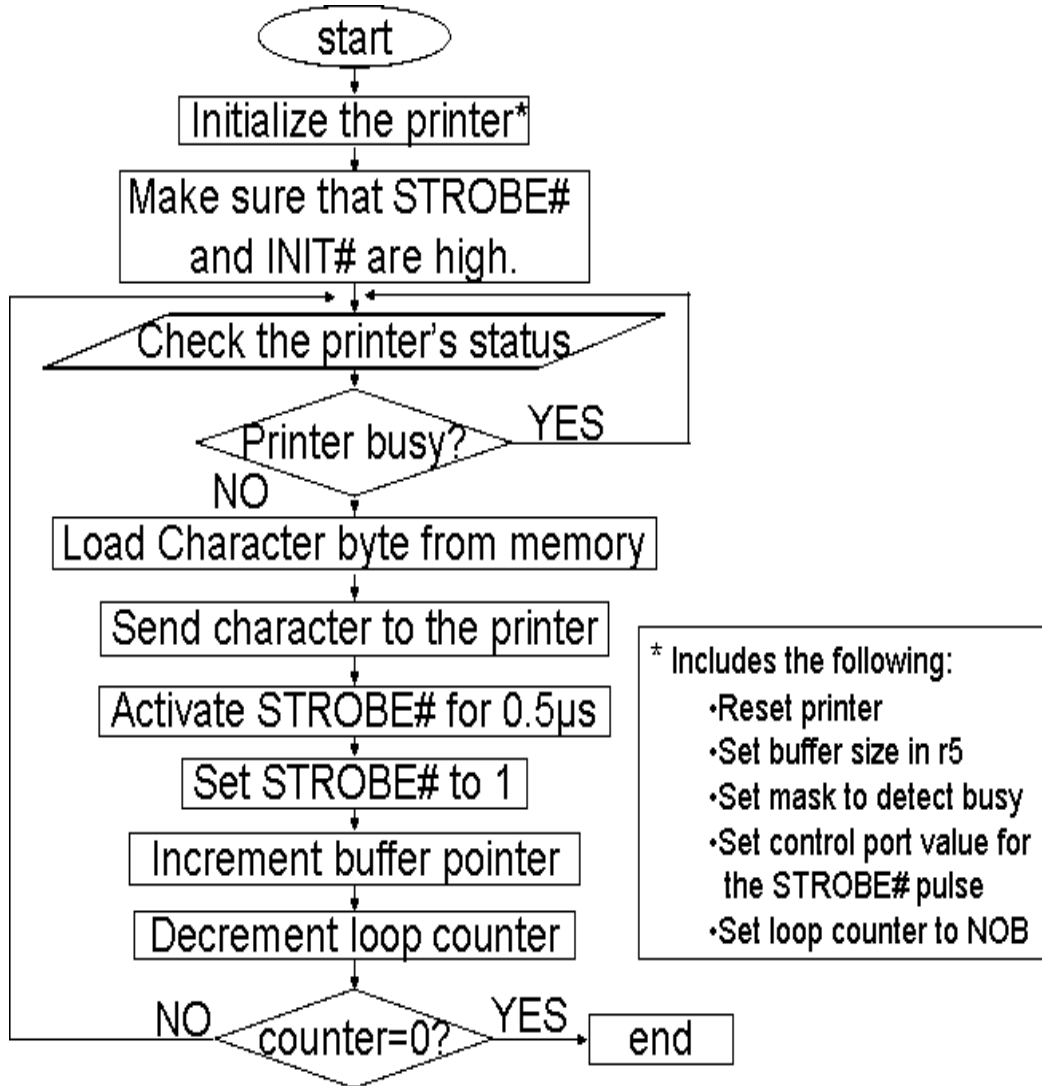 start
Initialize the printer*
Make sure that STROBE#
and INIT# are high.
Check the printer's status
Printer busy?
YES
NO
Load Character byte from memory
Send character to the printer
Activate STROBE# for 0.5µs
Set STROBE# to 1
Increment buffer pointer
Decrement loop counter
counter=0?
NO
YES
end
* Includes the following:
•Reset printer
•Set buffer size in r5
•Set mask to detect busy
•Set control port value for
the STROBE# pulse
•Set loop counter to NOB